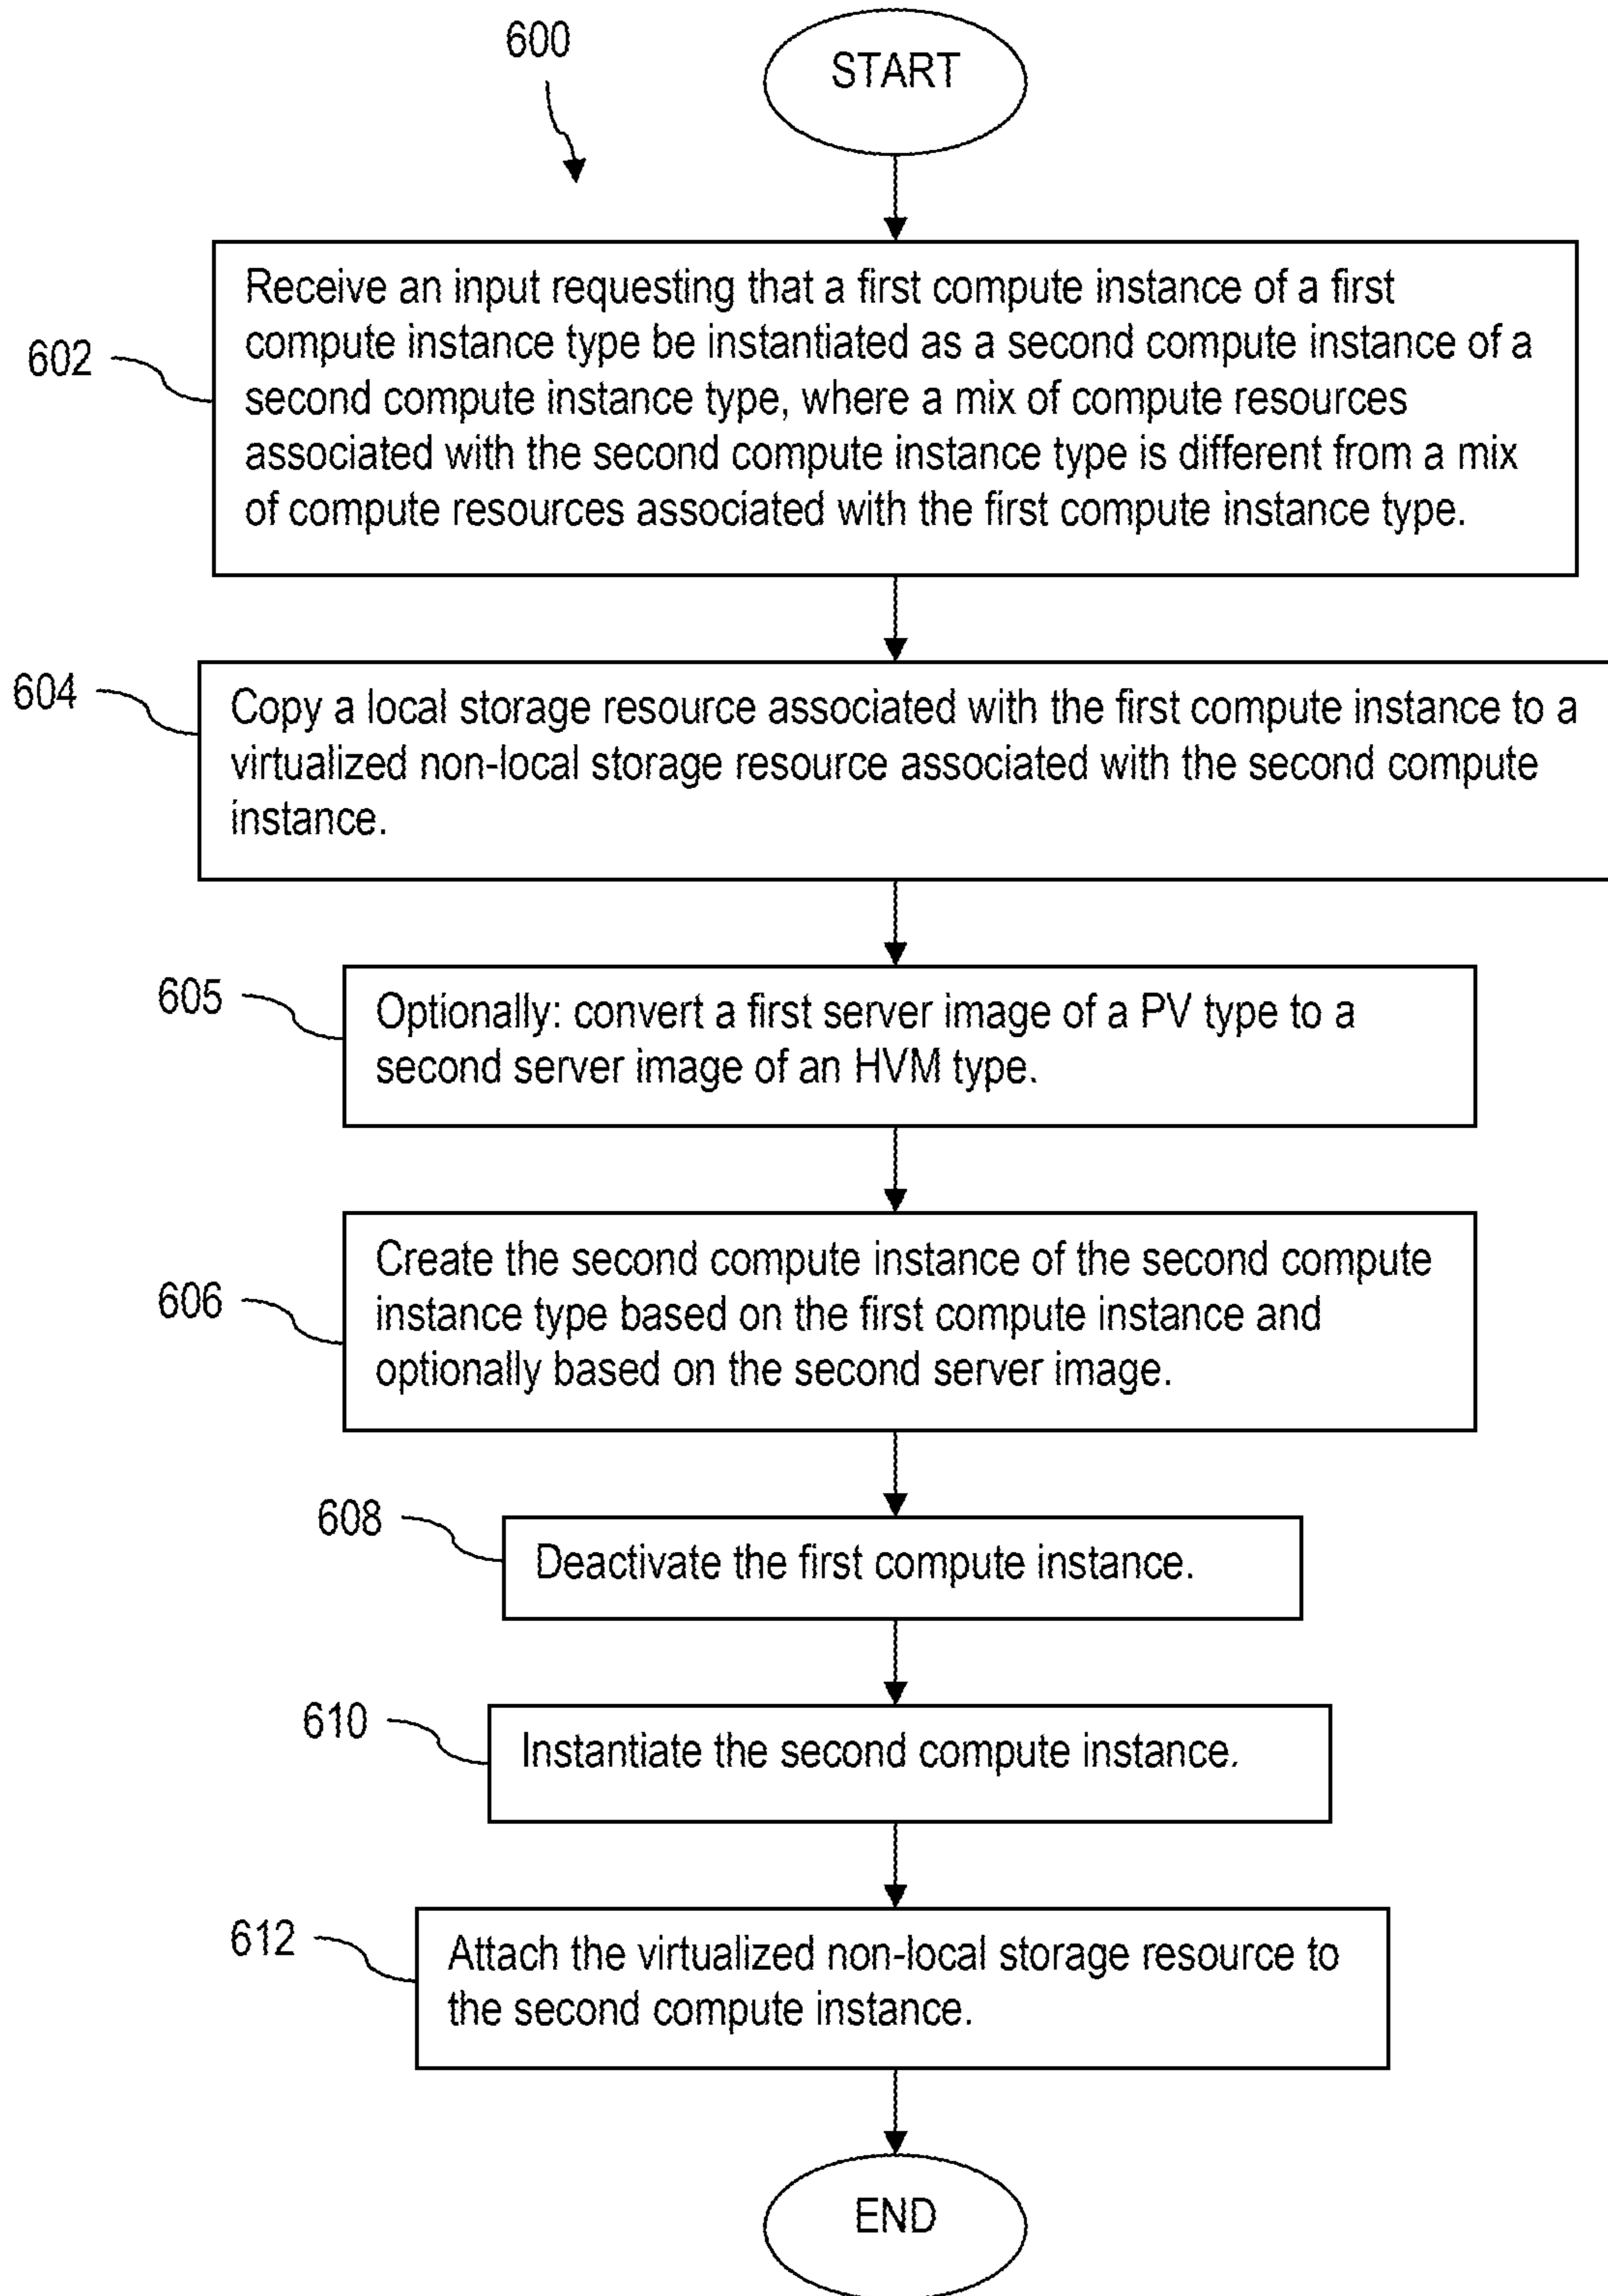 600
START
602
Receive an input requesting that a first compute instance of a first
compute instance type be instantiated as a second compute instance of a
second compute instance type, where a mix of compute resources
associated with the second compute instance type is different from a mix
of compute resources associated with the first compute instance type.
604
Copy a local storage resource associated with the first compute instance to a
virtualized non-local storage resource associated with the second compute
instance.
605
Optionally: convert a first server image of a PV type to a
second server image of an HVM type.
606
Create the second compute instance of the second compute
instance type based on the first compute instance and
optionally based on the second server image.
608
Deactivate the first compute instance.
610
Instantiate the second compute instance.
612
Attach the virtualized non-local storage resource to
the second compute instance.
END